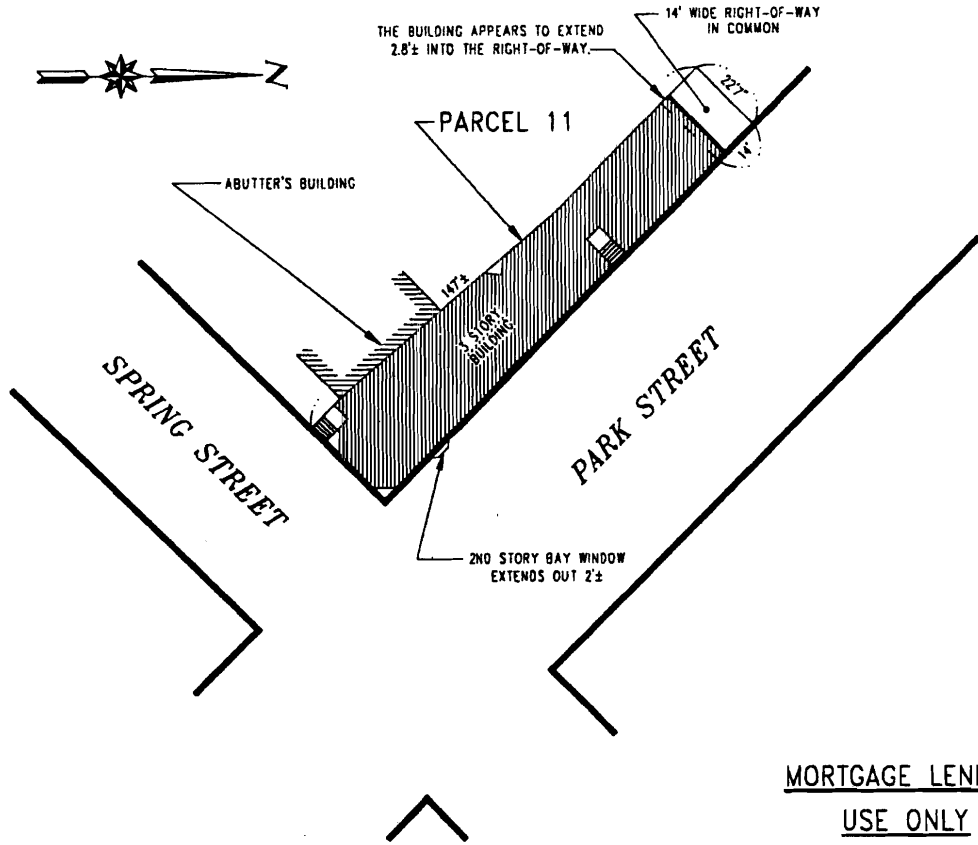 THE BUILDING APPEARS TO EXTEND
2.8'± INTO THE RIGHT-OF-WAY.
14' WIDE RIGHT-OF-WAY
IN COMMON
N
22'7"
14'
PARCEL 11
ABUTTER'S BUILDING
147'±
3 STORY
BUILDING
SPRING STREET
PARK STREET
2ND STORY BAY WINDOW
EXTENDS OUT 2'±
MORTGAGE
USE ONLY